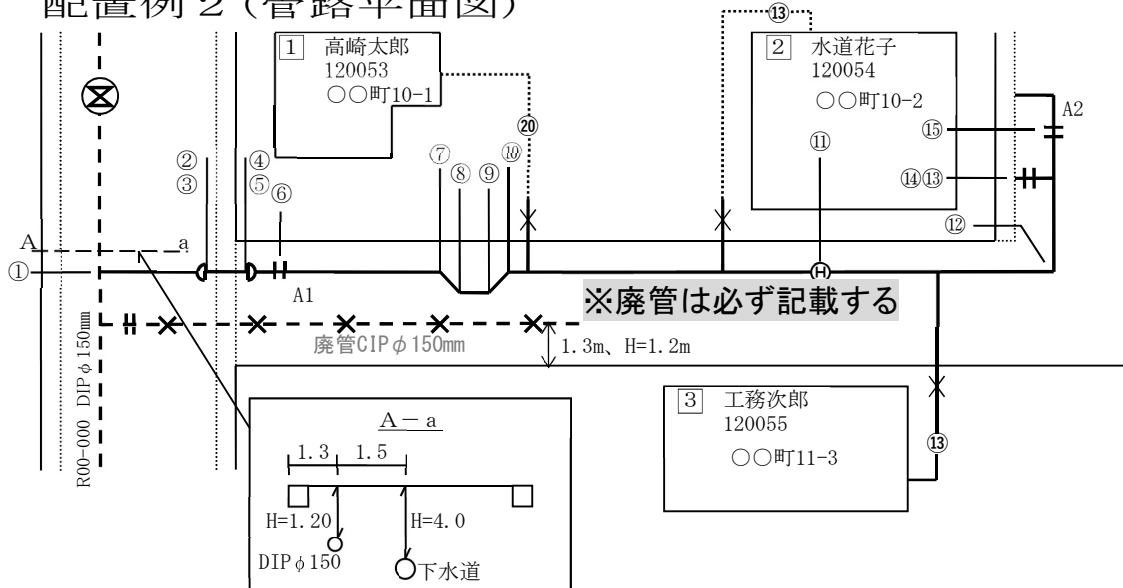 配置例2(管路平面図)
⑬
1 高崎太郎
120053
○○町10-1
2 水道花子
120054
○○町10-2
A2
⑳
⑮
⑪
② ④
③ ⑤ ⑥
⑦ ⑧ ⑨ ⑩
⑭⑬
⑫
A a
①
H
A1
※廃管は必ず記載する
廃管CIPφ150mm
1.3m、H=1.2m
R00-000 DIPφ150mm
3 工務次郎
120055
○○町11-3
⑬
A-a
1.3 1.5
H=1.20 H=4.0
DIPφ150
下水道